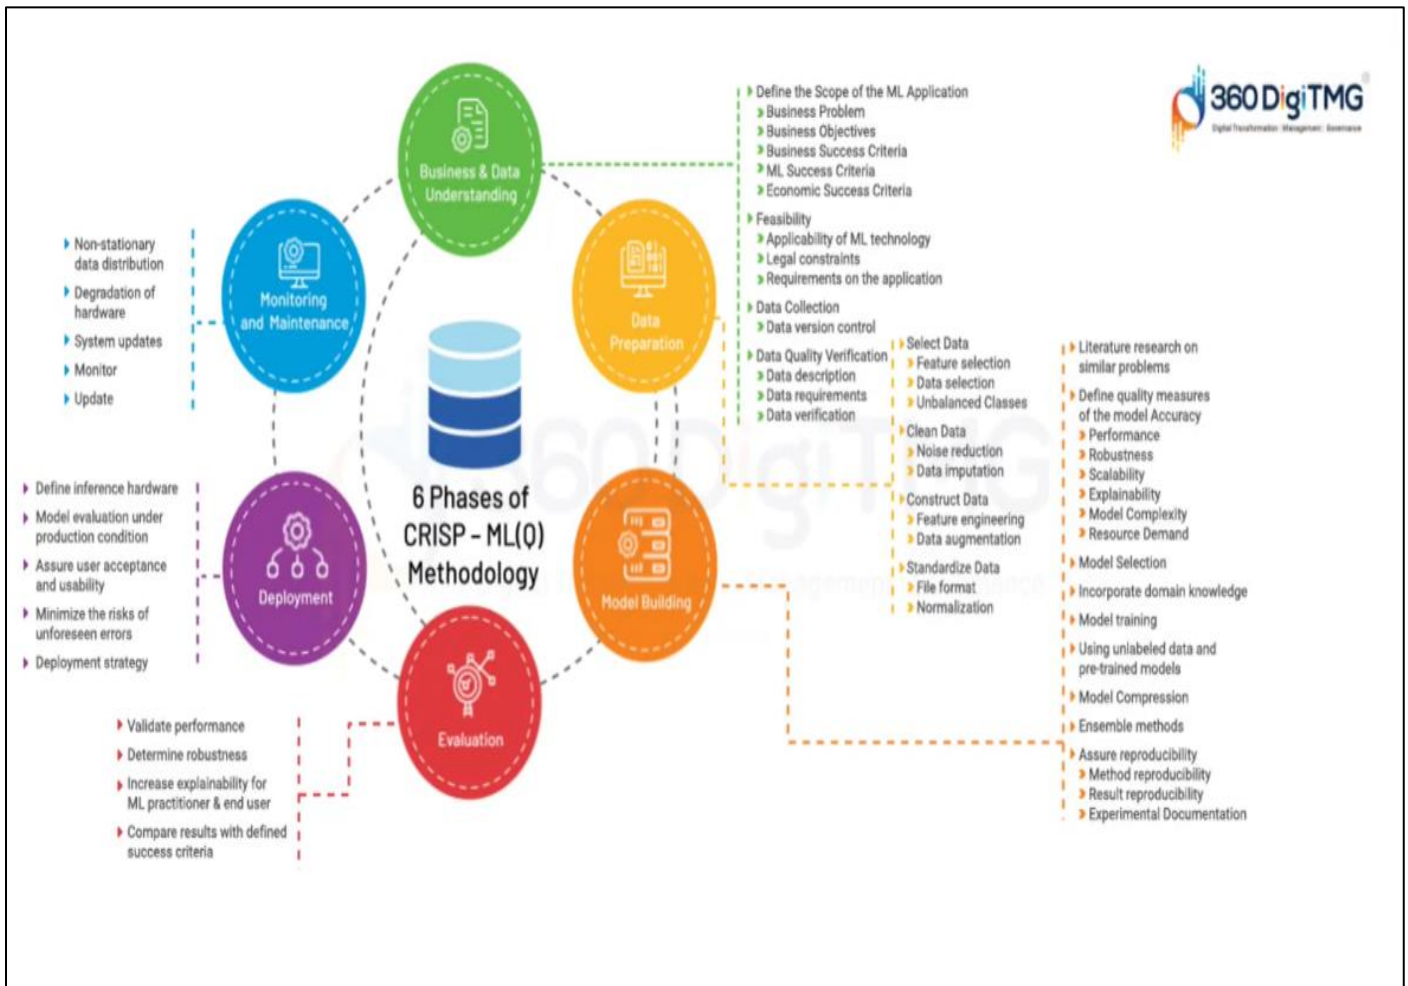 360 DigiTMG
Digital Transformation | Management | Governance
Business & Data
Understanding
Define the Scope of the ML Application
Business Problem
Business Objectives
Business Success Criteria
ML Success Criteria
Economic Success Criteria
Feasibility
Applicability of ML technology
Legal constraints
Requirements on the application
Data Collection
Data version control
Data Quality Verification
Data description
Data requirements
Data verification
Data
Preparation
Select Data
Feature selection
Data selection
Unbalanced Classes
Clean Data
Noise reduction
Data imputation
Construct Data
Feature engineering
Data augmentation
Standardize Data
File format
Normalization
Model Building
Literature research on
similar problems
Define quality measures
of the model Accuracy
Performance
Robustness
Scalability
Explainability
Model Complexity
Resource Demand
Model Selection
Incorporate domain knowledge
Model training
Using unlabeled data and
pre-trained models
Model Compression
Ensemble methods
Assure reproducibility
Method reproducibility
Result reproducibility
Experimental Documentation
Evaluation
Validate performance
Determine robustness
Increase explainability for
ML practitioner & end user
Compare results with defined
success criteria
Deployment
Define inference hardware
Model evaluation under
production condition
Assure user acceptance
and usability
Minimize the risks of
unforeseen errors
Deployment strategy
Monitoring
and Maintenance
Non-stationary
data distribution
Degradation of
hardware
System updates
Monitor
Update
6 Phases of
CRISP - ML(Q)
Methodology
360 DigiTMG